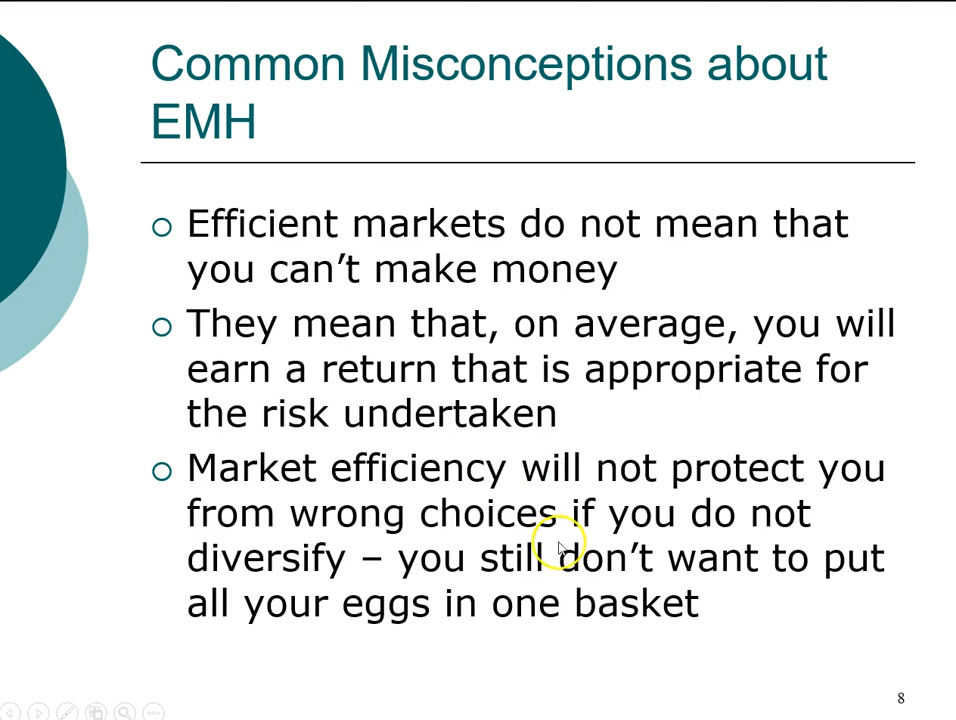 Common Misconceptions about
EMH
Efficient markets do not mean that
you can’t make money
They mean that, on average, you will
earn a return that is appropriate for
the risk undertaken
Market efficiency will not protect you
from wrong choices if you do not
diversify – you still don’t want to put
all your eggs in one basket
8